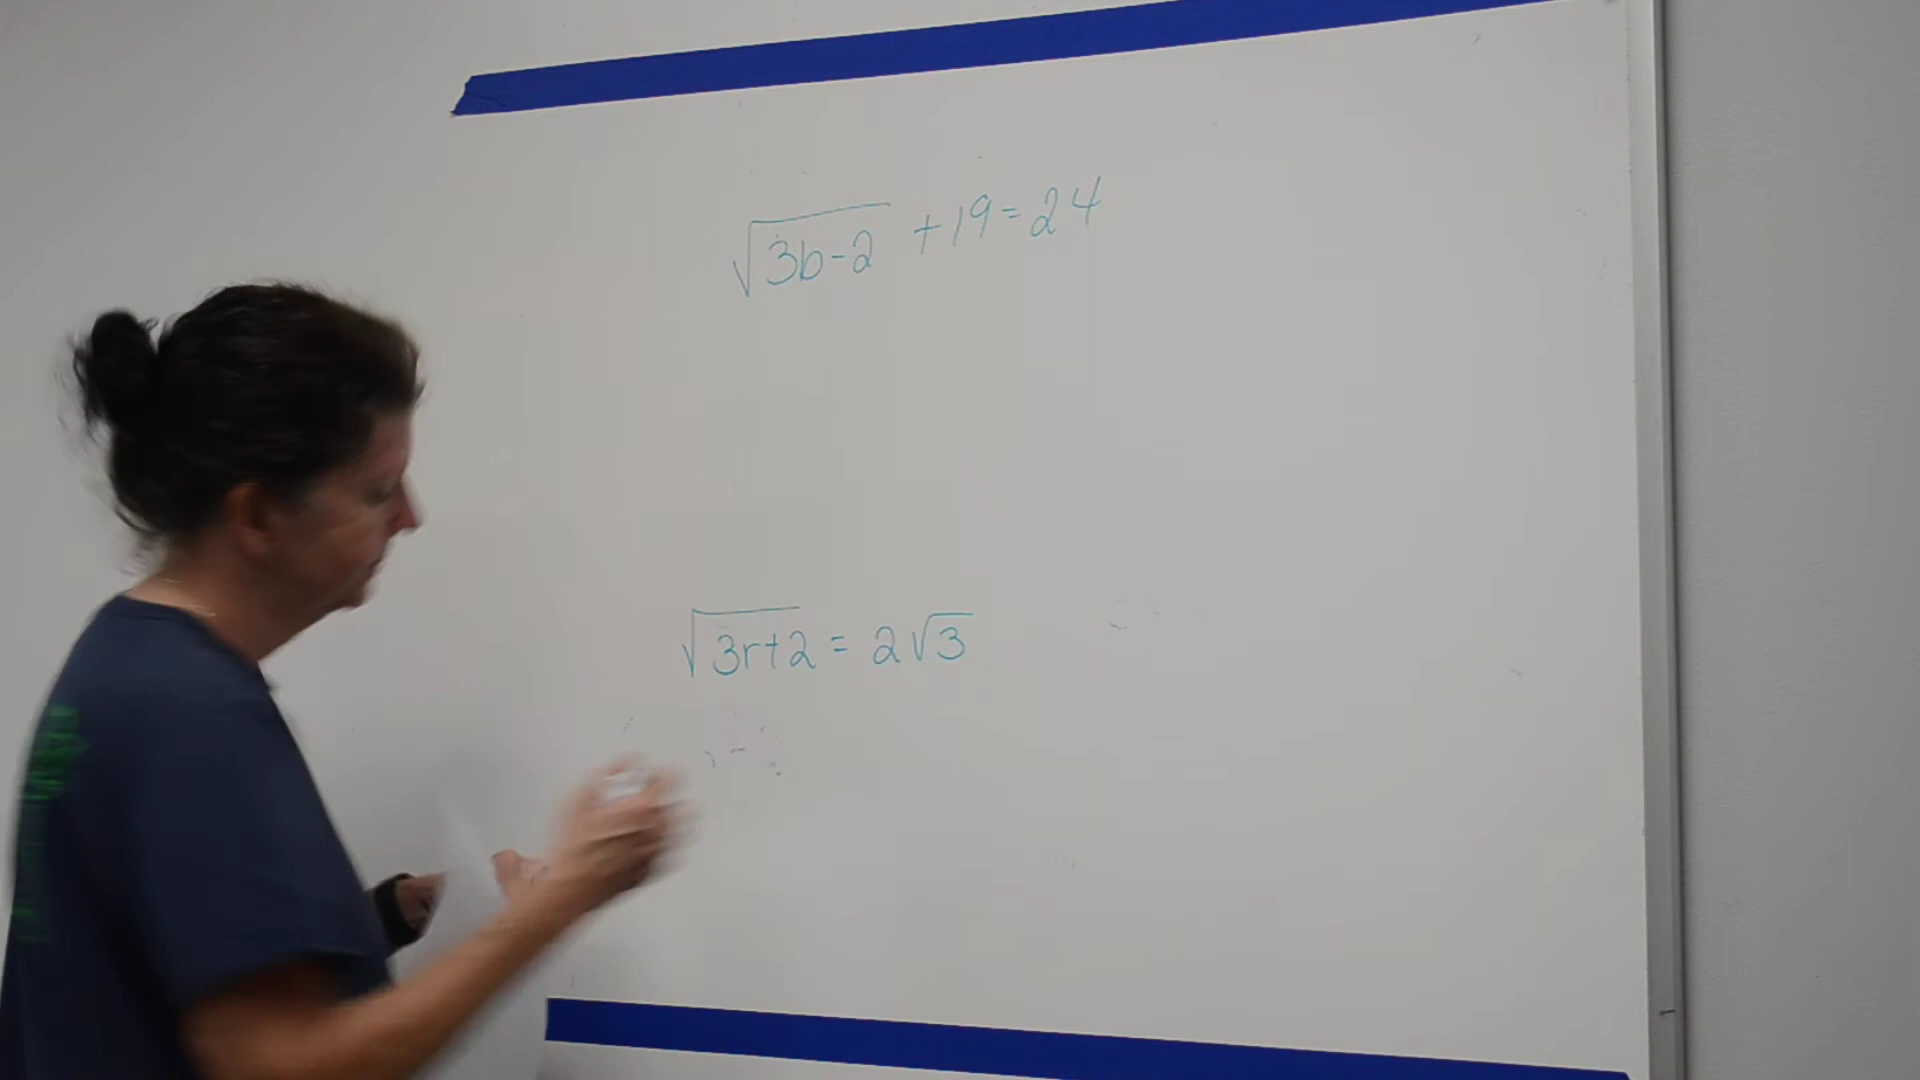 √3b-2 +19=24
√3r+2 = 2√3